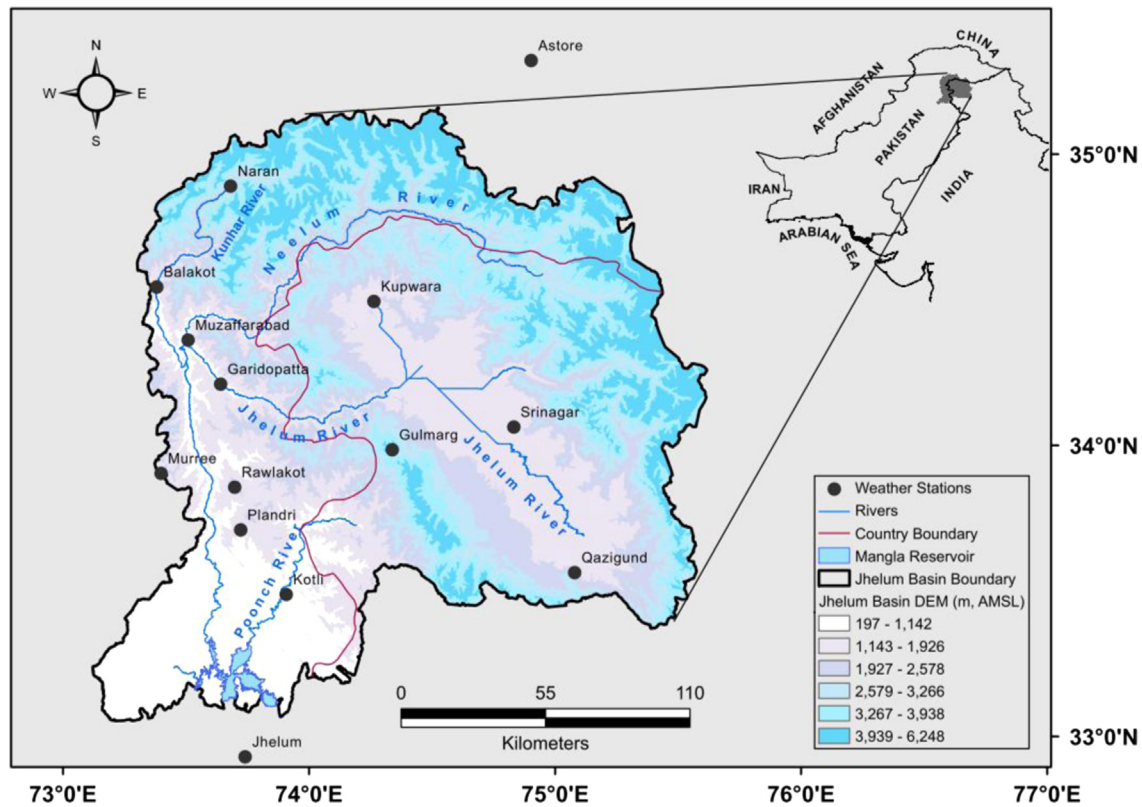 N
W
E
S
Astore
CHINA
AFGHANISTAN
PAKISTAN
IRAN
INDIA
ARABIAN SEA
35°0'N
34°0'N
33°0'N
Naran
Kunhar River
Neelum River
Balakot
Kupwara
Muzaffarabad
Garidopatta
Jhelum River
Srinagar
Gulmarg
Jhelum River
Murree
Rawlakot
Plandri
Qazigund
Poonch River
Kotli
Jhelum
0 55 110
Kilometers
Weather Stations
Rivers
Country Boundary
Mangla Reservoir
Jhelum Basin Boundary
Jhelum Basin DEM (m, AMSL)
197 - 1,142
1,143 - 1,926
1,927 - 2,578
2,579 - 3,266
3,267 - 3,938
3,939 - 6,248
73°0'E 74°0'E 75°0'E 76°0'E 77°0'E